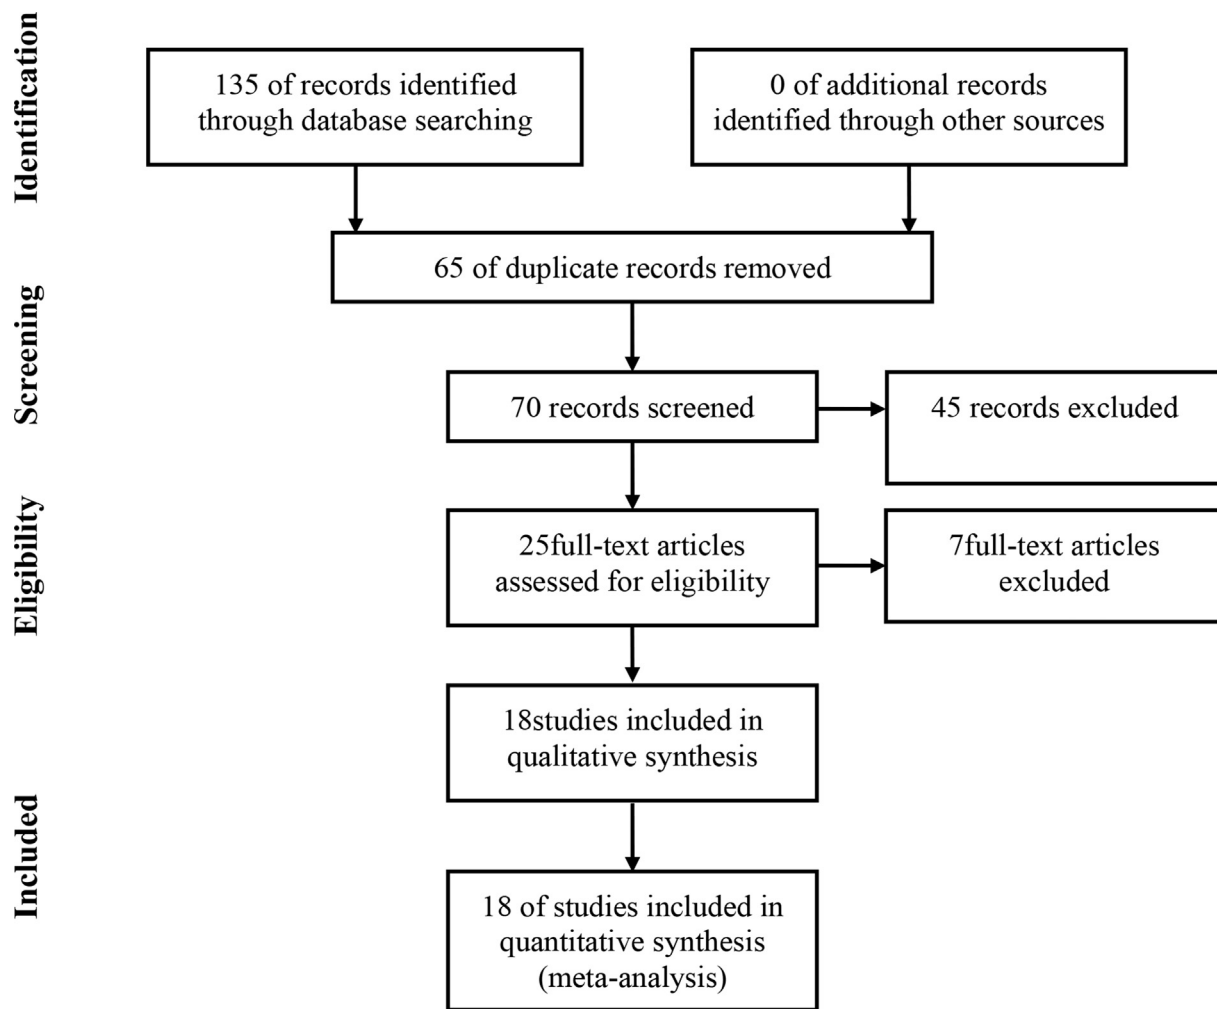 Identification
135 of records identified
through database searching
0 of additional records
identified through other sources
65 of duplicate records removed
Screening
70 records screened
45 records excluded
Eligibility
25full-text articles
assessed for eligibility
7full-text articles
excluded
18studies included in
qualitative synthesis
Included
18 of studies included in
quantitative synthesis
(meta-analysis)